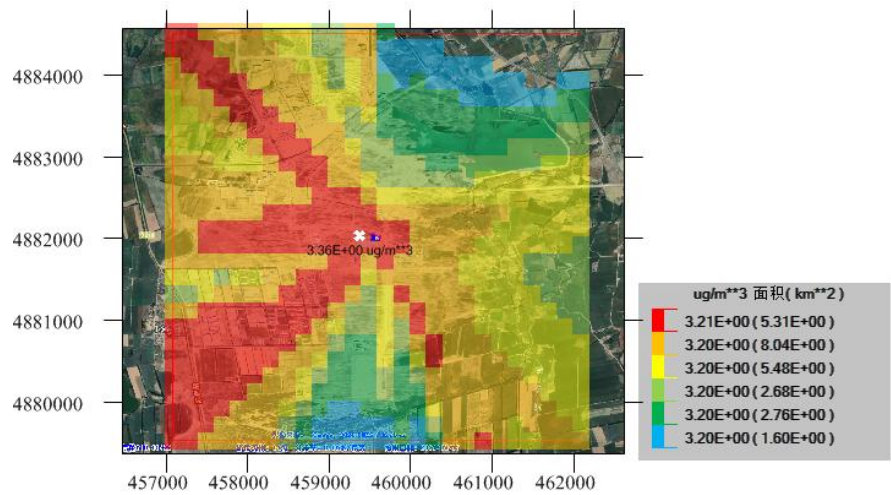 4884000
4883000
4882000
4881000
4880000
3.36E+00 ug/m**3
457000 458000 459000 460000 461000 462000
ug/m**3 面积( km**2 )
3.21E+00 ( 5.31E+00 )
3.20E+00 ( 8.04E+00 )
3.20E+00 ( 5.48E+00 )
3.20E+00 ( 2.68E+00 )
3.20E+00 ( 2.76E+00 )
3.20E+00 ( 1.60E+00 )